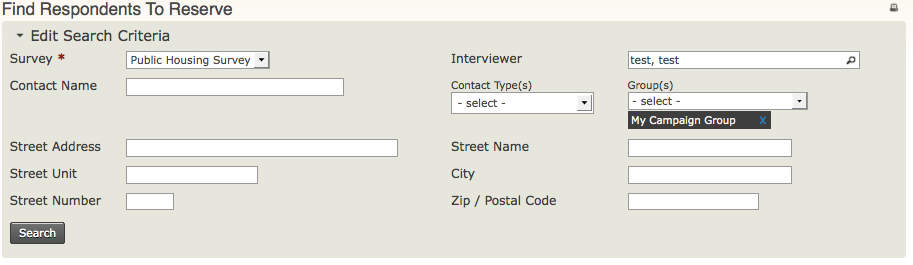 Find Respondents To Reserve
Edit Search Criteria
Survey * Public Housing Survey Interviewer test, test
Contact Name Contact Type(s) Group(s)
- select - - select -
My Campaign Group X
Street Address Street Name
Street Unit City
Street Number Zip / Postal Code
Search